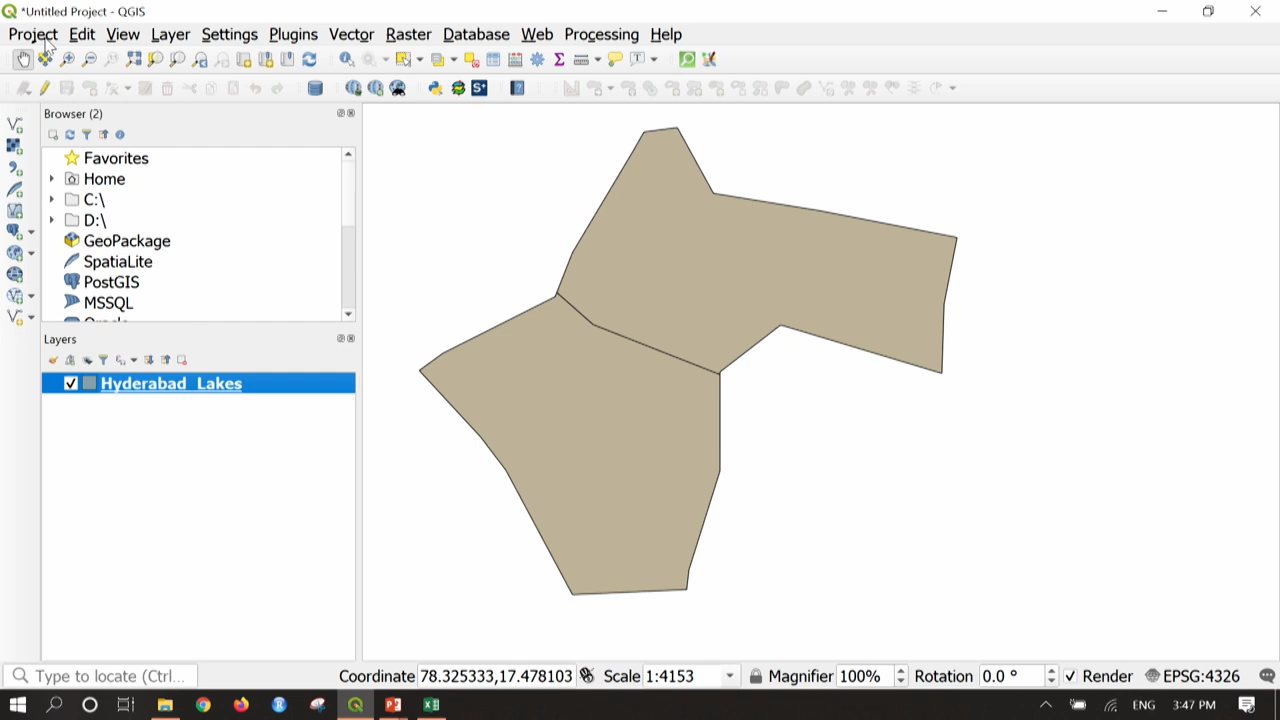 *Untitled Project - QGIS
Project Edit View Layer Settings Plugins Vector Raster Database Web Processing Help
Browser (2)
Favorites
Home
C:\
D:\
GeoPackage
SpatiaLite
PostGIS
MSSQL
Layers
Hyderabad_Lakes
Type to locate (Ctrl... Coordinate 78.325333,17.478103 Scale 1:4153 Magnifier 100% Rotation 0.0 ° Render EPSG:4326
ENG 3:47 PM